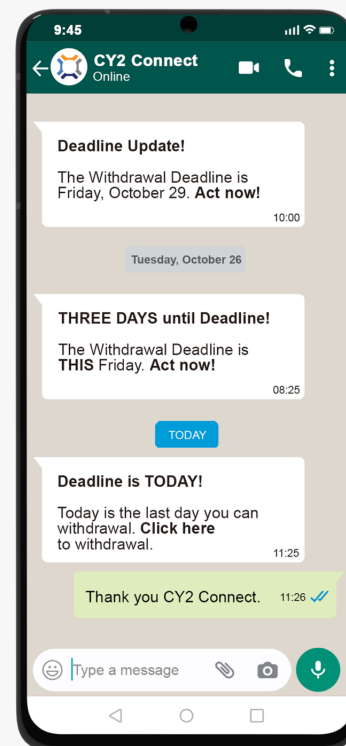 9:45
CY2 Connect
Online
Deadline Update!
The Withdrawal Deadline is
Friday, October 29. Act now!
10:00
Tuesday, October 26
THREE DAYS until Deadline!
The Withdrawal Deadline is
THIS Friday. Act now!
08:25
TODAY
Deadline is TODAY!
Today is the last day you can
withdrawal. Click here
to withdrawal.
11:25
Thank you CY2 Connect. 11:26
Type a message